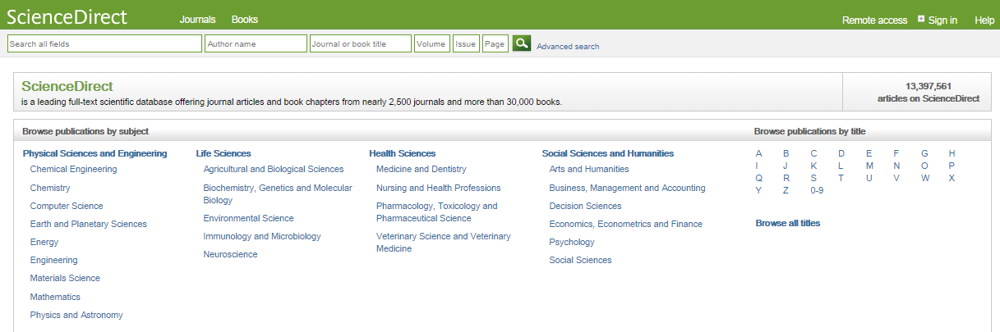 ScienceDirect Journals Books Remote access Sign in Help
Search all fields Author name Journal or book title Volume Issue Page Advanced search
ScienceDirect
is a leading full-text scientific database offering journal articles and book chapters from nearly 2,500 journals and more than 30,000 books.
13,397,561
articles on ScienceDirect
Browse publications by subject
Physical Sciences and Engineering
Chemical Engineering
Chemistry
Computer Science
Earth and Planetary Sciences
Energy
Engineering
Materials Science
Mathematics
Physics and Astronomy
Life Sciences
Agricultural and Biological Sciences
Biochemistry, Genetics and Molecular
Biology
Environmental Science
Immunology and Microbiology
Neuroscience
Health Sciences
Medicine and Dentistry
Nursing and Health Professions
Pharmacology, Toxicology and
Pharmaceutical Science
Veterinary Science and Veterinary
Medicine
Social Sciences and Humanities
Arts and Humanities
Business, Management and Accounting
Decision Sciences
Economics, Econometrics and Finance
Psychology
Social Sciences
Browse publications by title
A B C D E F G H
I J K L M N O P
Q R S T U V W X
Y Z 0-9
Browse all titles